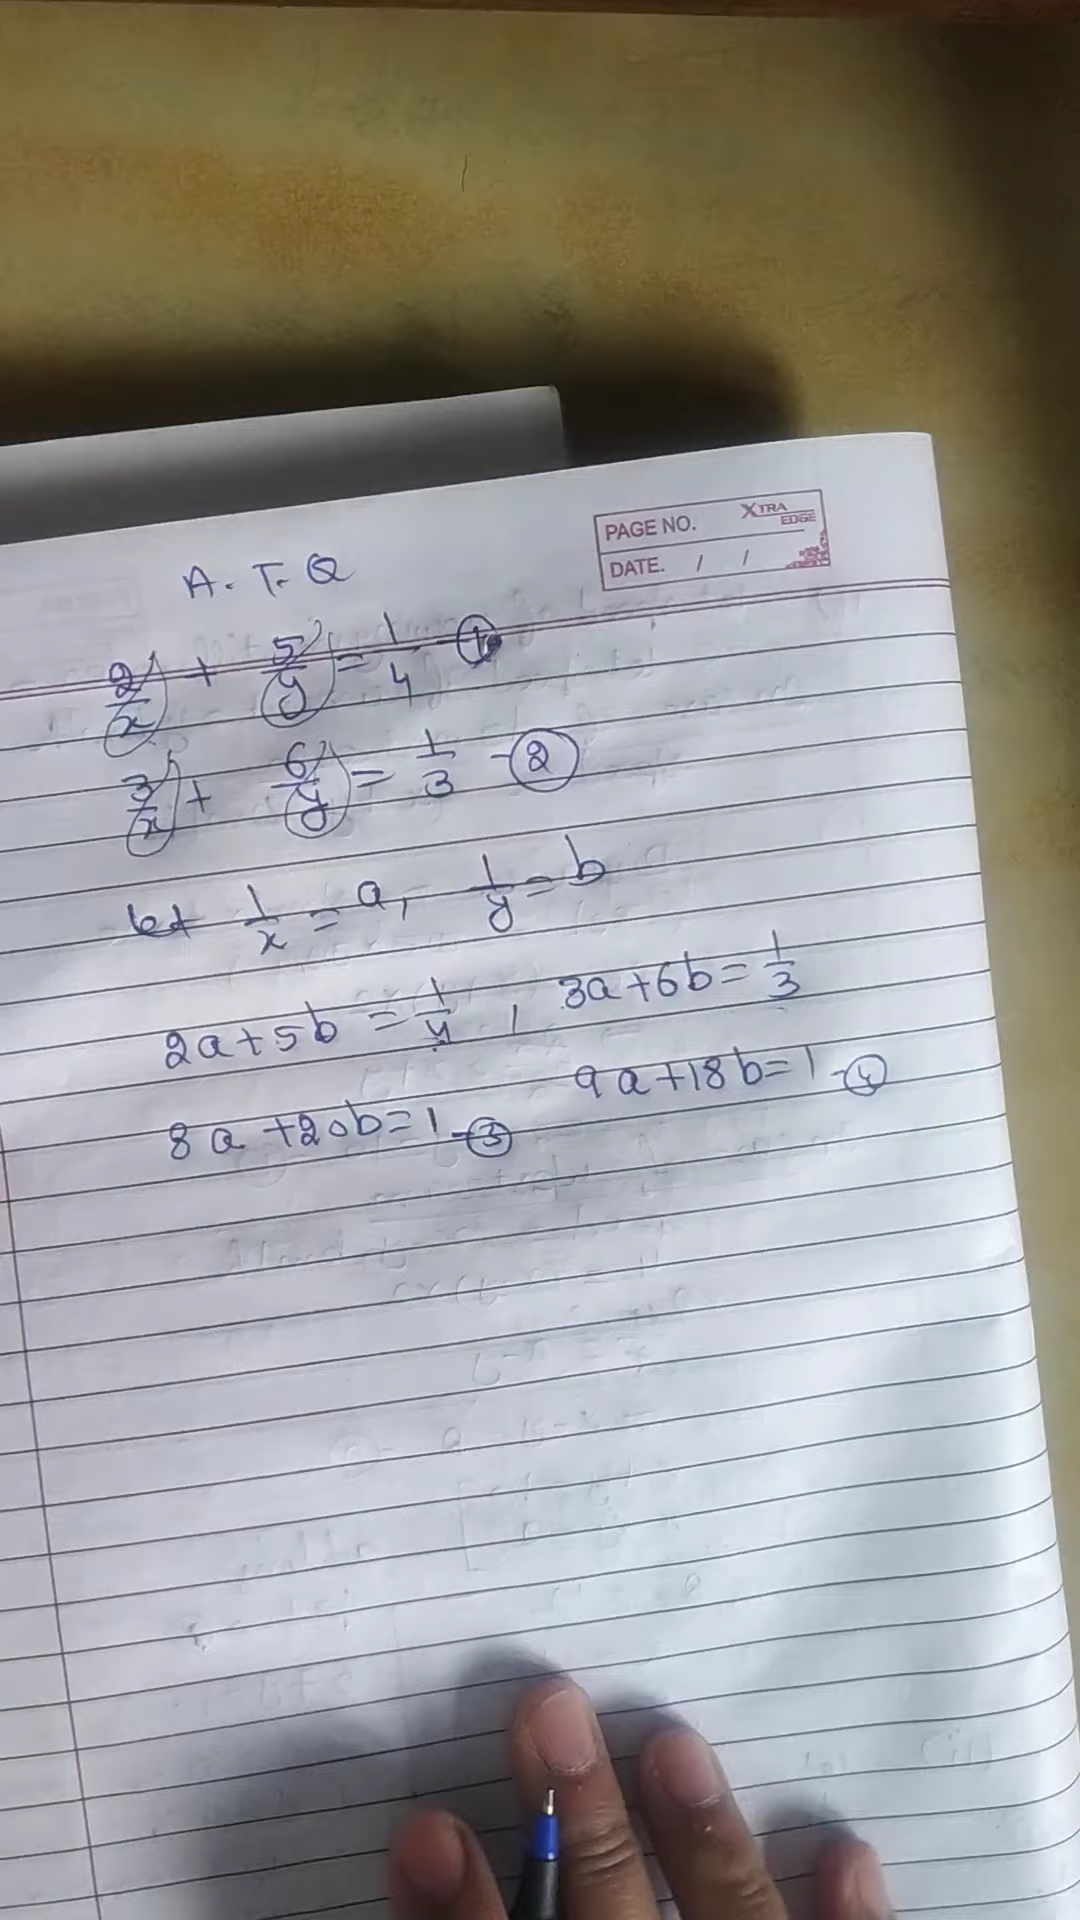 PAGE NO. XTRA EDGE
DATE. / /
A. T. Q
2/x + 5/y = 1/4 - ①
3/x + 6/y = 1/3 - ②
let 1/x = a, 1/y = b
2a+5b = 1/4 , 3a+6b = 1/3
8a+20b=1 - ③ 9a+18b=1 - ④